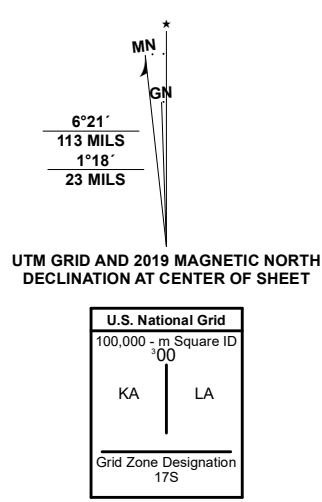 ★
MN
GN
6°21´
113 MILS
1°18´
23 MILS
UTM GRID AND 2019 MAGNETIC NORTH
DECLINATION AT CENTER OF SHEET
U.S. National Grid
100,000 - m Square ID
³00
KA LA
Grid Zone Designation
17S